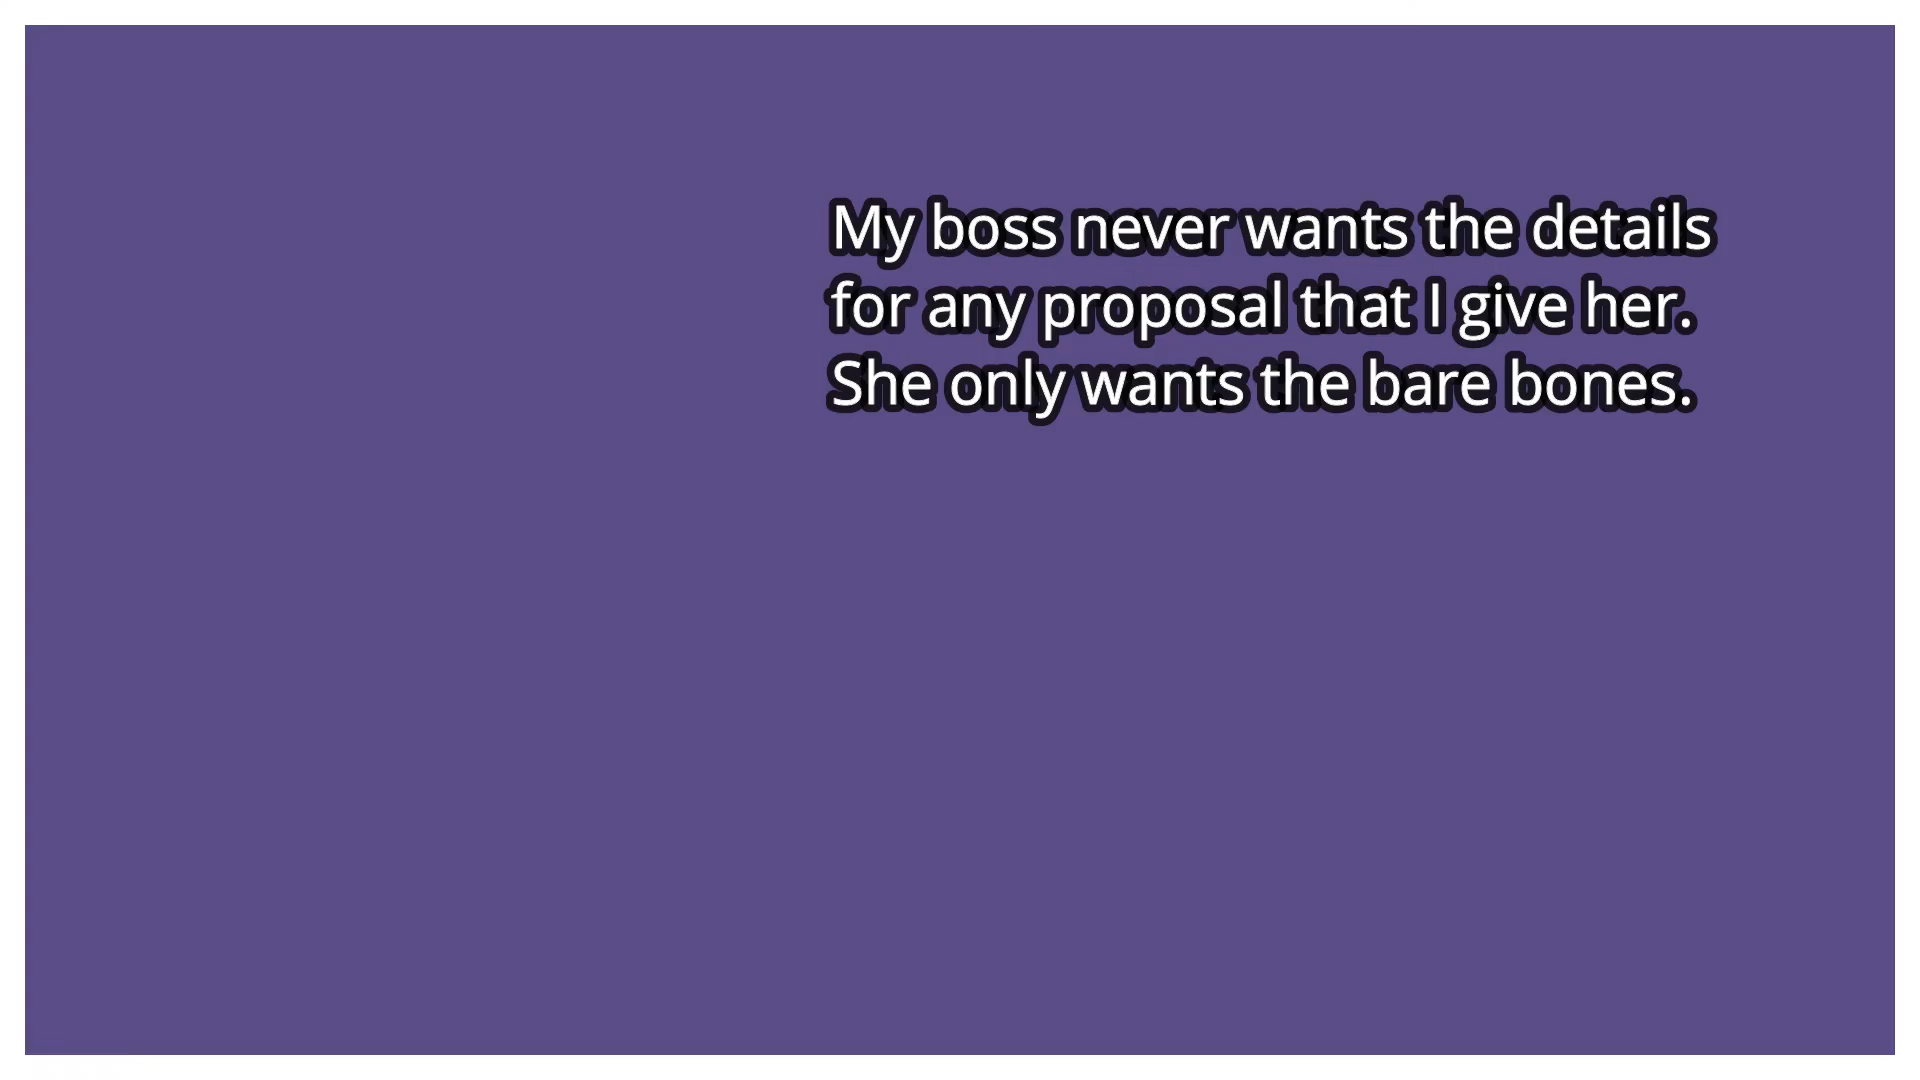 My boss never wants the details
for any proposal that I give her.
She only wants the bare bones.